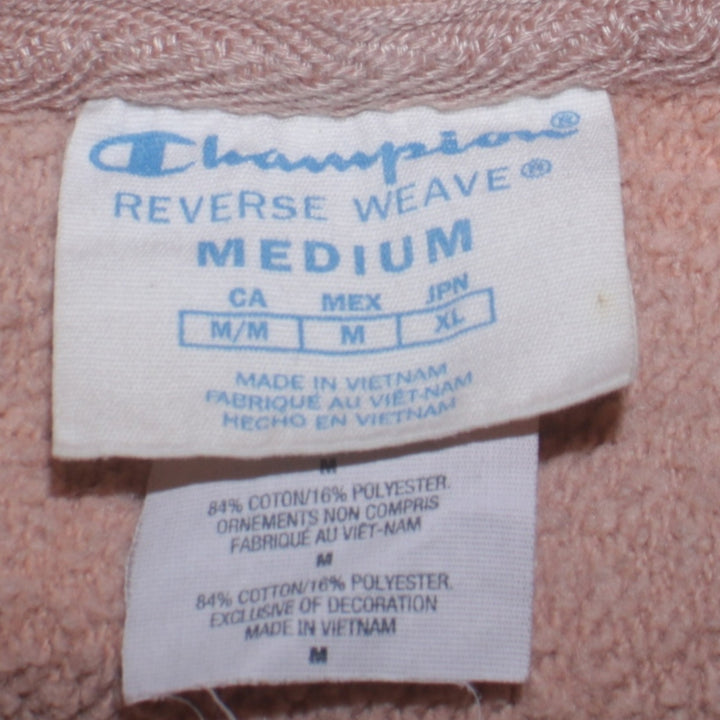 Champion®
REVERSE WEAVE®
MEDIUM
CA MEX JPN
M/M M XL
MADE IN VIETNAM
FABRIQUÉ AU VIÊT-NAM
HECHO EN VIETNAM
M
84% COTON/16% POLYESTER.
ORNEMENTS NON COMPRIS
FABRIQUÉ AU VIÊT-NAM
M
84% COTTON/16% POLYESTER.
EXCLUSIVE OF DECORATION
MADE IN VIETNAM
M